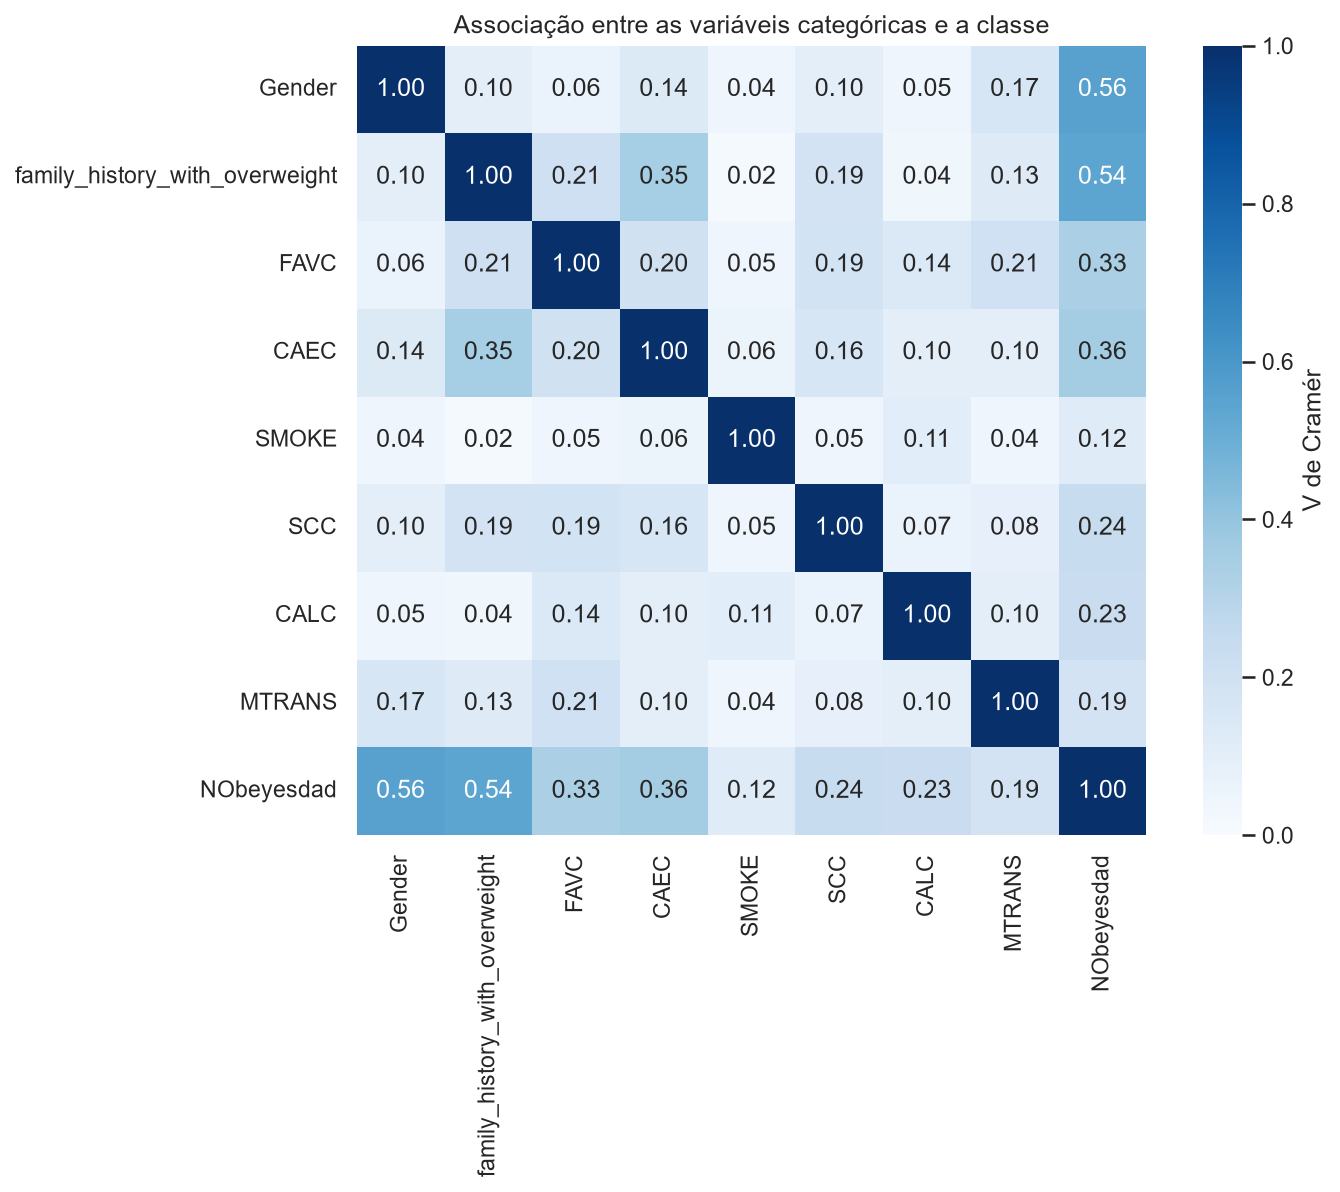 Associação entre as variáveis categóricas e a classe
Gender 1.00 0.10 0.06 0.14 0.04 0.10 0.05 0.17 0.56
family_history_with_overweight 0.10 1.00 0.21 0.35 0.02 0.19 0.04 0.13 0.54
FAVC 0.06 0.21 1.00 0.20 0.05 0.19 0.14 0.21 0.33
CAEC 0.14 0.35 0.20 1.00 0.06 0.16 0.10 0.10 0.36
SMOKE 0.04 0.02 0.05 0.06 1.00 0.05 0.11 0.04 0.12
SCC 0.10 0.19 0.19 0.16 0.05 1.00 0.07 0.08 0.24
CALC 0.05 0.04 0.14 0.10 0.11 0.07 1.00 0.10 0.23
MTRANS 0.17 0.13 0.21 0.10 0.04 0.08 0.10 1.00 0.19
NObeyesdad 0.56 0.54 0.33 0.36 0.12 0.24 0.23 0.19 1.00
Gender
family_history_with_overweight
FAVC
CAEC
SMOKE
SCC
CALC
MTRANS
NObeyesdad
1.0
0.8
0.6
0.4
0.2
0.0
V de Cramér